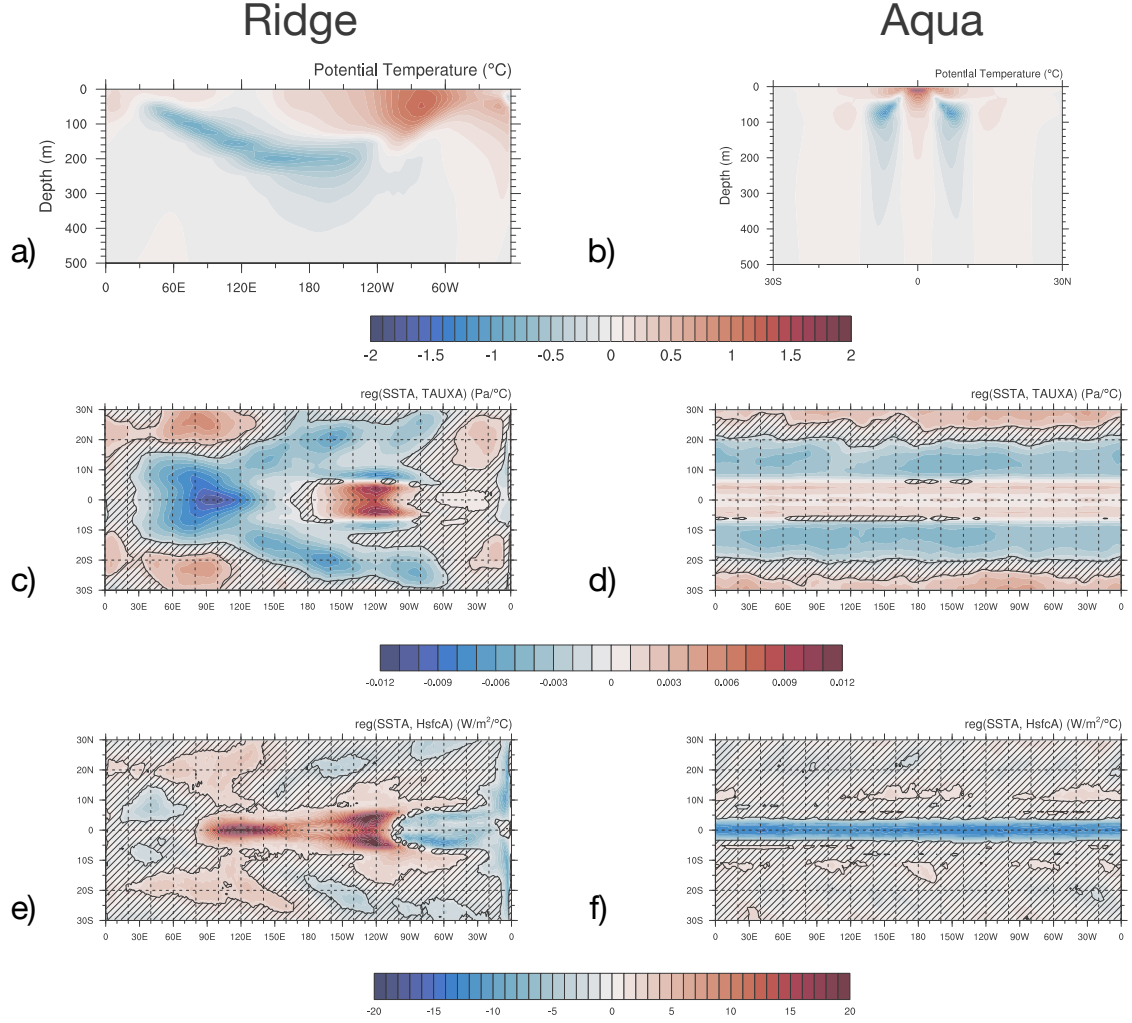 Ridge Aqua
Potential Temperature (°C)
Potential Temperature (°C)
0
100
200
300
400
500
Depth (m)
0 60E 120E 180 120W 60W
a)
0
100
200
300
400
500
Depth (m)
30S 0 30N
b)
-2 -1.5 -1 -0.5 0 0.5 1 1.5 2
reg(SSTA, TAUXA) (Pa/°C)
reg(SSTA, TAUXA) (Pa/°C)
30N
20N
10N
0
10S
20S
30S
0 30E 60E 90E 120E 150E 180 150W 120W 90W 60W 30W 0
c)
30N
20N
10N
0
10S
20S
30S
0 30E 60E 90E 120E 150E 180 150W 120W 90W 60W 30W 0
d)
-0.012 -0.009 -0.006 -0.003 0 0.003 0.006 0.009 0.012
reg(SSTA, HsfcA) (W/m²/°C)
reg(SSTA, HsfcA) (W/m²/°C)
30N
20N
10N
0
10S
20S
30S
0 30E 60E 90E 120E 150E 180 150W 120W 90W 60W 30W 0
e)
30N
20N
10N
0
10S
20S
30S
0 30E 60E 90E 120E 150E 180 150W 120W 90W 60W 30W 0
f)
-20 -15 -10 -5 0 5 10 15 20